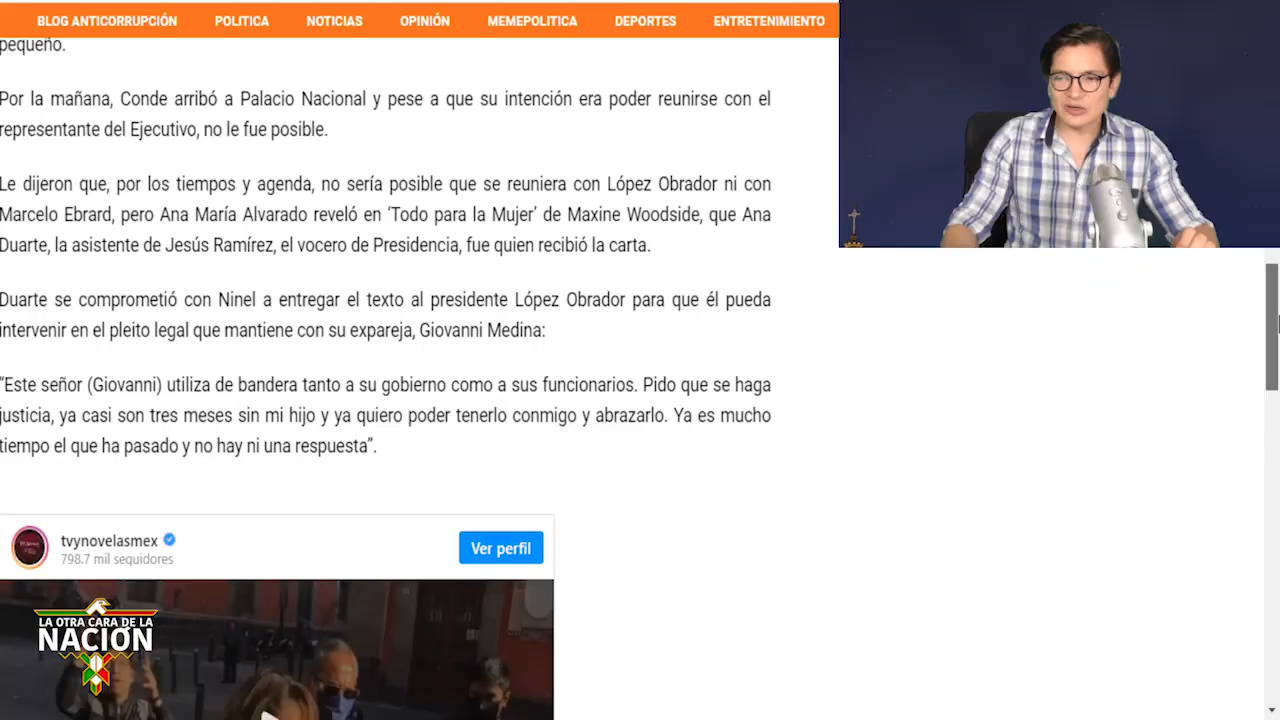 BLOG ANTICORRUPCIÓN POLITICA NOTICIAS OPINIÓN MEMEPOLITICA DEPORTES ENTRETENIMIENTO
pequeño.
Por la mañana, Conde arribó a Palacio Nacional y pese a que su intención era poder reunirse con el
representante del Ejecutivo, no le fue posible.
Le dijeron que, por los tiempos y agenda, no sería posible que se reuniera con López Obrador ni con
Marcelo Ebrard, pero Ana María Alvarado reveló en ‘Todo para la Mujer’ de Maxine Woodside, que Ana
Duarte, la asistente de Jesús Ramírez, el vocero de Presidencia, fue quien recibió la carta.
Duarte se comprometió con Ninel a entregar el texto al presidente López Obrador para que él pueda
intervenir en el pleito legal que mantiene con su expareja, Giovanni Medina:
“Este señor (Giovanni) utiliza de bandera tanto a su gobierno como a sus funcionarios. Pido que se haga
justicia, ya casi son tres meses sin mi hijo y ya quiero poder tenerlo conmigo y abrazarlo. Ya es mucho
tiempo el que ha pasado y no hay ni una respuesta”.
tvynovelasmex
798.7 mil seguidores
Ver perfil
LA OTRA CARA DE LA
NACIÓN